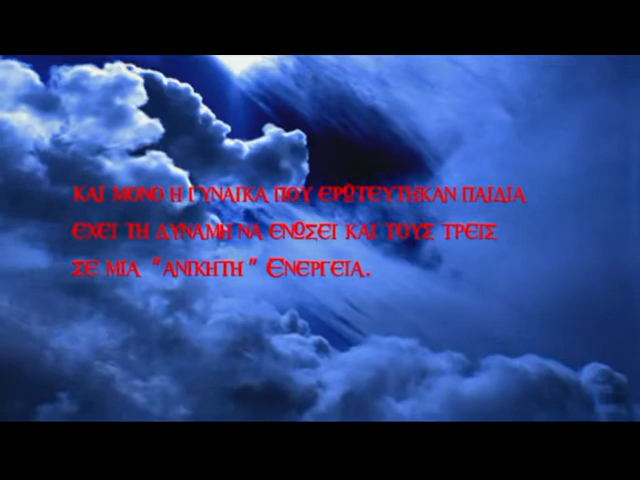 ΚΑΙ ΜΟΝΟ Η ΓΥΝΑΙΚΑ ΠΟΥ ΕΡΩΤΕΥΤΗΚΑΝ ΠΑΙΔΙΑ
ΕΧΕΙ ΤΗ ΔΥΝΑΜΗ ΝΑ ΕΝΩΣΕΙ ΚΑΙ ΤΟΥΣ ΤΡΕΙΣ
ΣΕ ΜΙΑ "ΑΝΙΚΗΤΗ" ΕΝΕΡΓΕΙΑ.